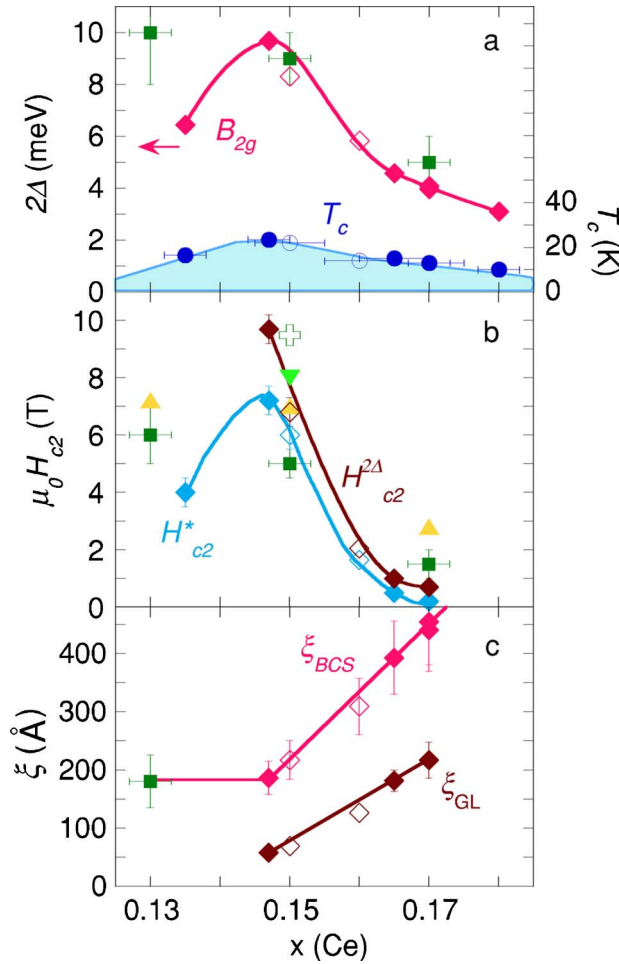 10
8
6
4
2
0
2Δ (meV)
a
B2g
Tc
40
20
0
Tc (K)
10
8
6
4
2
0
μ0Hc2 (T)
b
H2Δc2
H*c2
400
300
200
100
0
ξ (Å)
c
ξBCS
ξGL
0.13
0.15
0.17
x (Ce)